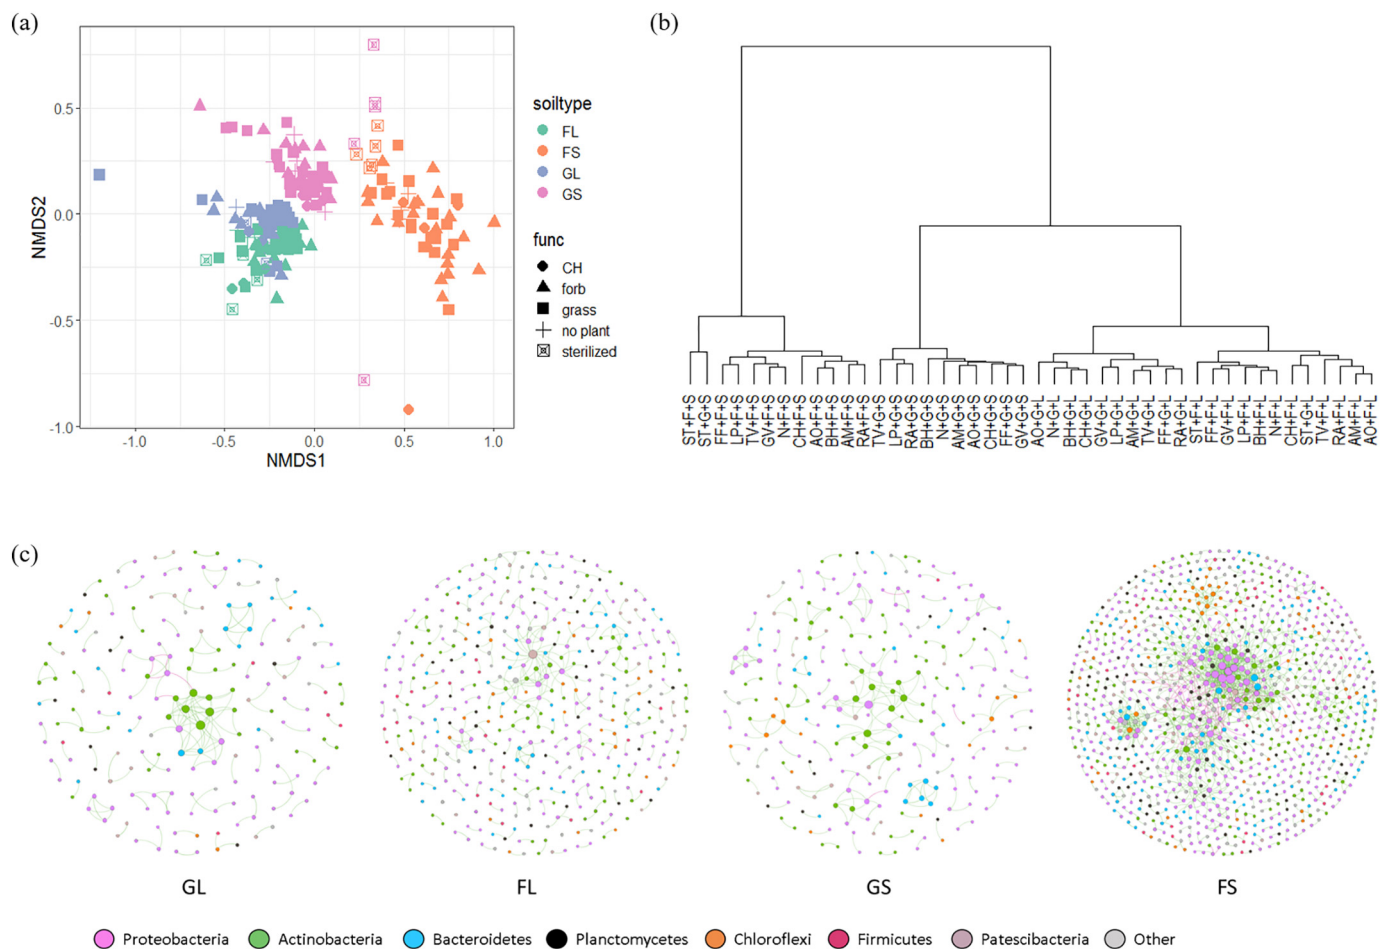 (a)
0.5
0.0
-0.5
-1.0
NMDS2
-1.0
-0.5
0.0
0.5
1.0
NMDS1
soiltype
FL
FS
GL
GS
func
CH
forb
grass
no plant
sterilized
(b)
ST+F+S
ST+G+S
FF+F+S
LP+F+S
TV+F+S
GV+F+S
N+F+S
CH+F+S
AO+F+S
BH+F+S
AM+F+S
RA+F+S
TV+G+S
LP+G+S
RA+G+S
BH+G+S
N+G+S
AM+G+S
AO+G+S
CH+G+S
FF+G+S
GV+G+S
AO+G+L
N+G+L
BH+G+L
CH+G+L
GV+G+L
LP+G+L
AM+G+L
TV+G+L
FF+G+L
RA+G+L
ST+F+L
FF+F+L
GV+F+L
LP+F+L
BH+F+L
N+F+L
CH+F+L
ST+G+L
TV+F+L
RA+F+L
AM+F+L
AO+F+L
(c)
GL
FL
GS
FS
Proteobacteria
Actinobacteria
Bacteroidetes
Planctomycetes
Chloroflexi
Firmicutes
Patescibacteria
Other